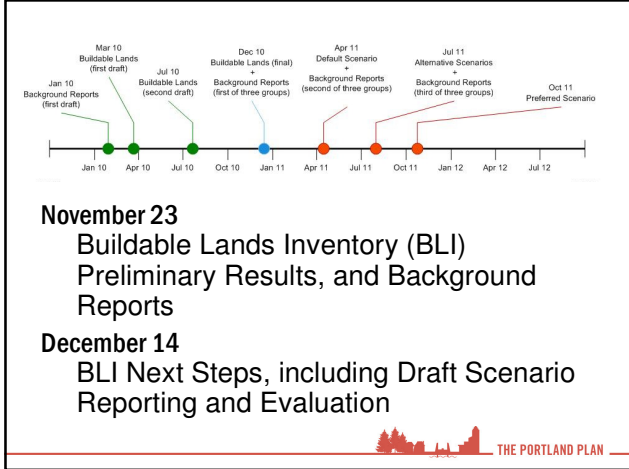 Jan 10
Background Reports
(first draft)
Mar 10
Buildable Lands
(first draft)
Jul 10
Buildable Lands
(second draft)
Dec 10
Buildable Lands (final)
+
Background Reports
(first of three groups)
Apr 11
Default Scenario
+
Background Reports
(second of three groups)
Jul 11
Alternative Scenarios
+
Background Reports
(third of three groups)
Oct 11
Preferred Scenario
Jan 10 Apr 10 Jul 10 Oct 10 Jan 11 Apr 11 Jul 11 Oct 11 Jan 12 Apr 12 Jul 12
November 23
Buildable Lands Inventory (BLI)
Preliminary Results, and Background
Reports
December 14
BLI Next Steps, including Draft Scenario
Reporting and Evaluation
THE PORTLAND PLAN